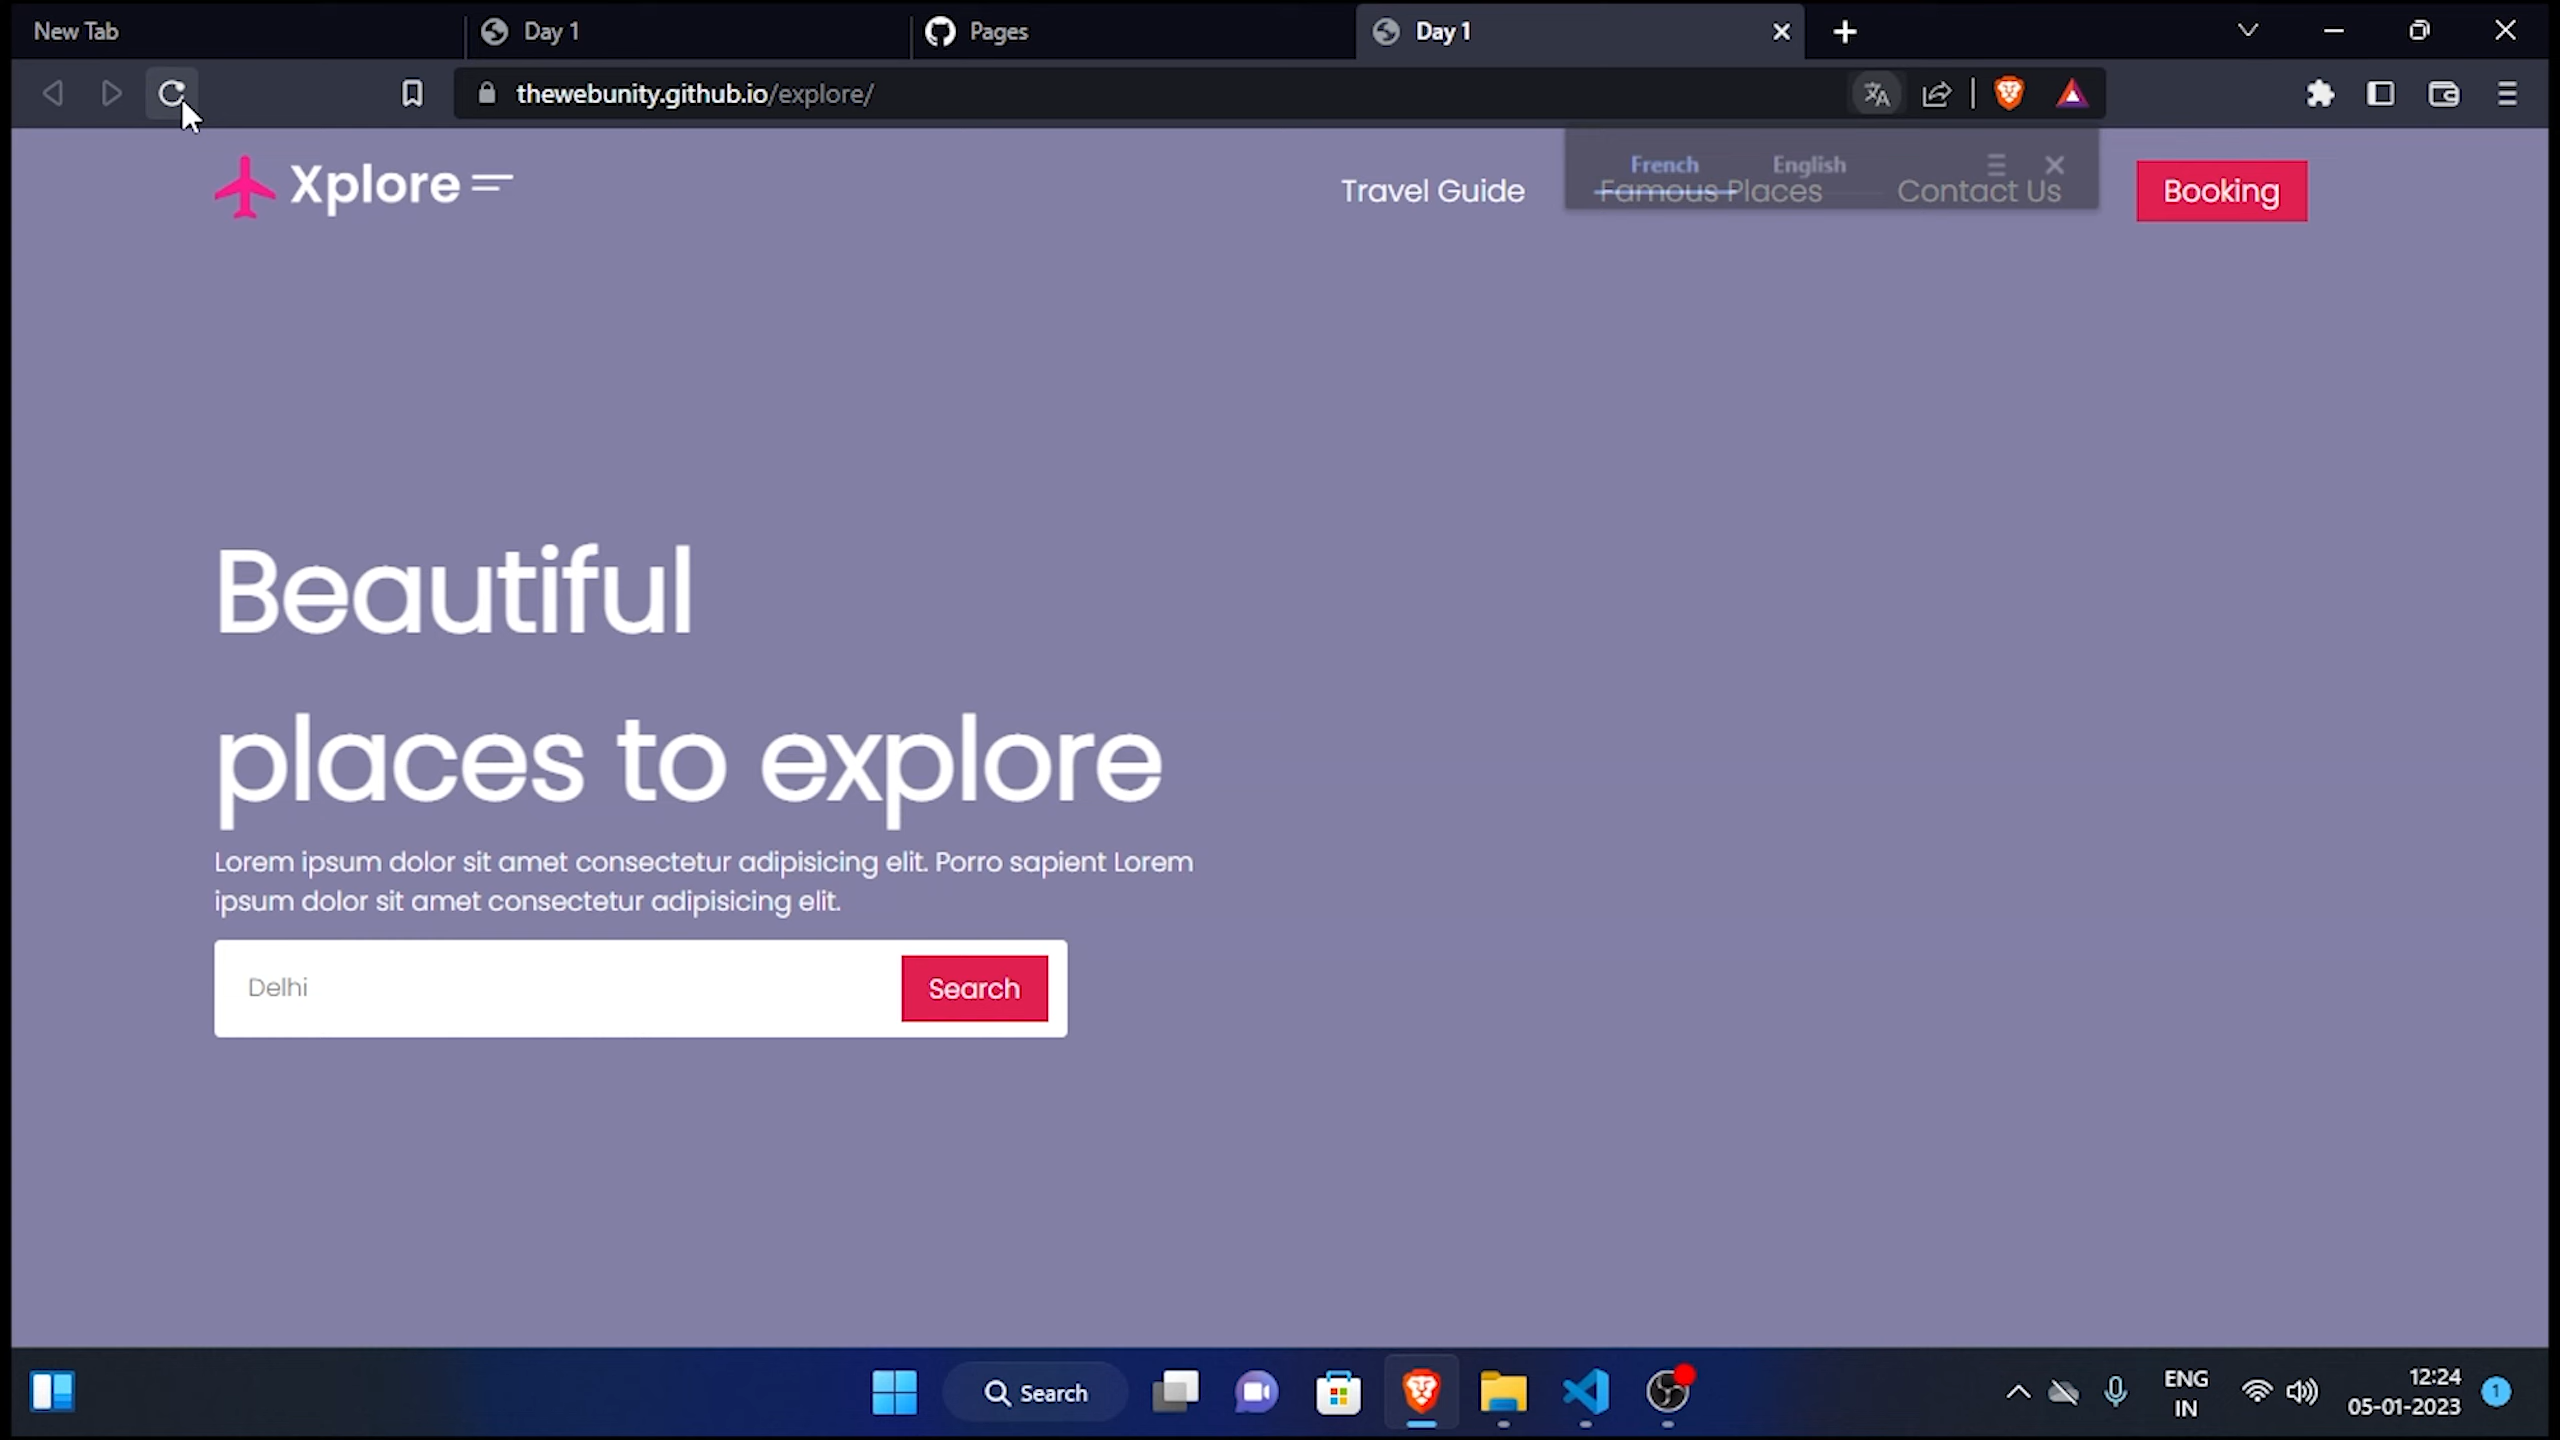 New Tab
Day 1
Pages
Day 1
thewebunity.github.io/explore/
French English
Xplore
Travel Guide Famous Places Contact Us Booking
Beautiful
places to explore
Lorem ipsum dolor sit amet consectetur adipisicing elit. Porro sapient Lorem
ipsum dolor sit amet consectetur adipisicing elit.
Delhi Search
Search
ENG
IN
12:24
05-01-2023
1